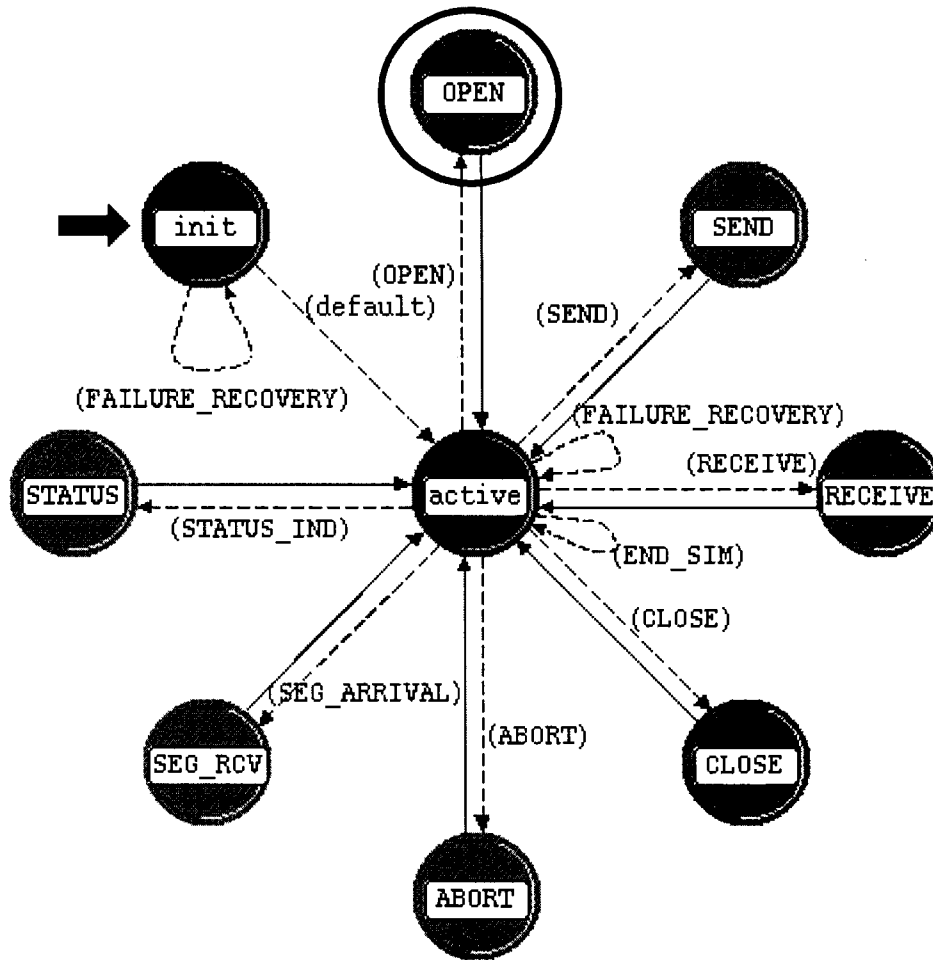 OPEN
init
SEND
(OPEN)
(default)
(SEND)
(FAILURE_RECOVERY)
(FAILURE_RECOVERY)
(RECEIVE)
STATUS
active
RECEIVE
(STATUS_IND)
(END_SIM)
(CLOSE)
(SEG_ARRIVAL)
(ABORT)
SEG_RCV
CLOSE
ABORT